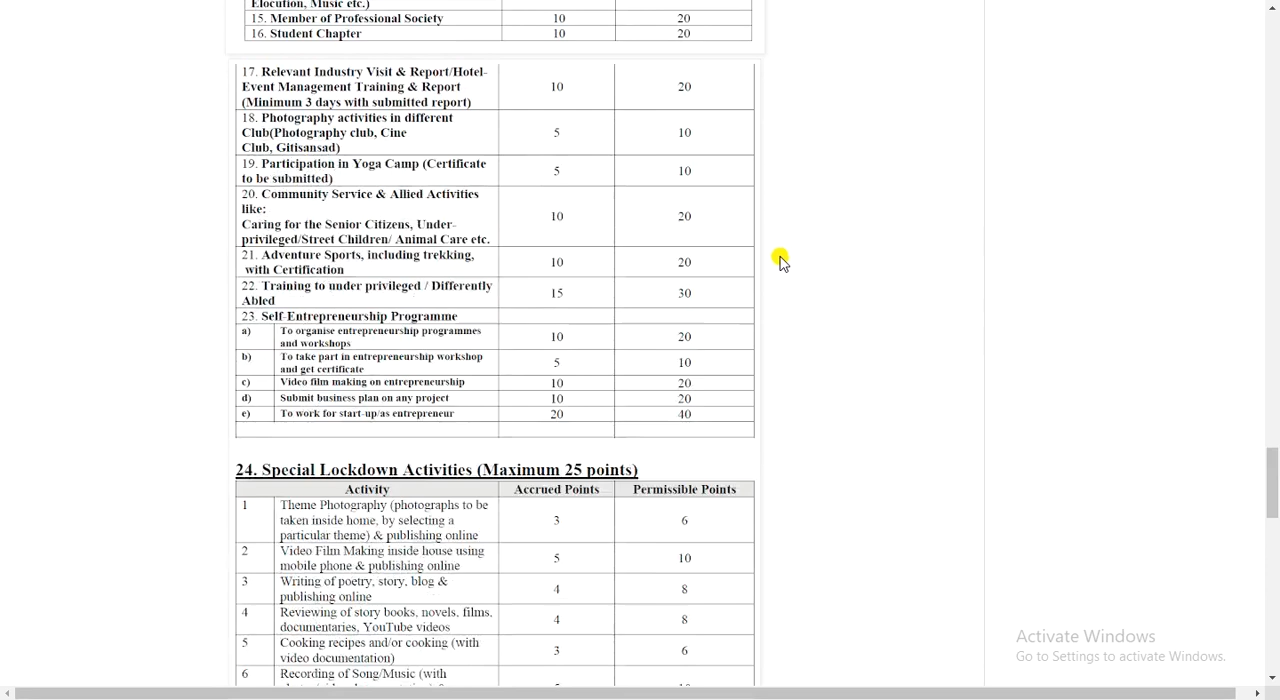 Elocution, Music etc.)
15. Member of Professional Society 10 20
16. Student Chapter 10 20
17. Relevant Industry Visit & Report/Hotel-
Event Management Training & Report
(Minimum 3 days with submitted report) 10 20
18. Photography activities in different
Club(Photography club, Cine
Club, Gitisansad) 5 10
19. Participation in Yoga Camp (Certificate
to be submitted) 5 10
20. Community Service & Allied Activities
like:
Caring for the Senior Citizens, Under-
privileged/Street Children/ Animal Care etc. 10 20
21. Adventure Sports, including trekking,
with Certification 10 20
22. Training to under privileged / Differently
Abled 15 30
23. Self-Entrepreneurship Programme
a) To organise entrepreneurship programmes
and workshops 10 20
b) To take part in entrepreneurship workshop
and get certificate 5 10
c) Video film making on entrepreneurship 10 20
d) Submit business plan on any project 10 20
e) To work for start-up/as entrepreneur 20 40
24. Special Lockdown Activities (Maximum 25 points)
Activity Accrued Points Permissible Points
1 Theme Photography (photographs to be
taken inside home, by selecting a
particular theme) & publishing online 3 6
2 Video Film Making inside house using
mobile phone & publishing online 5 10
3 Writing of poetry, story, blog &
publishing online 4 8
4 Reviewing of story books, novels, films,
documentaries, YouTube videos 4 8
5 Cooking recipes and/or cooking (with
video documentation) 3 6
6 Recording of Song/Music (with
Activate Windows
Go to Settings to activate Windows.